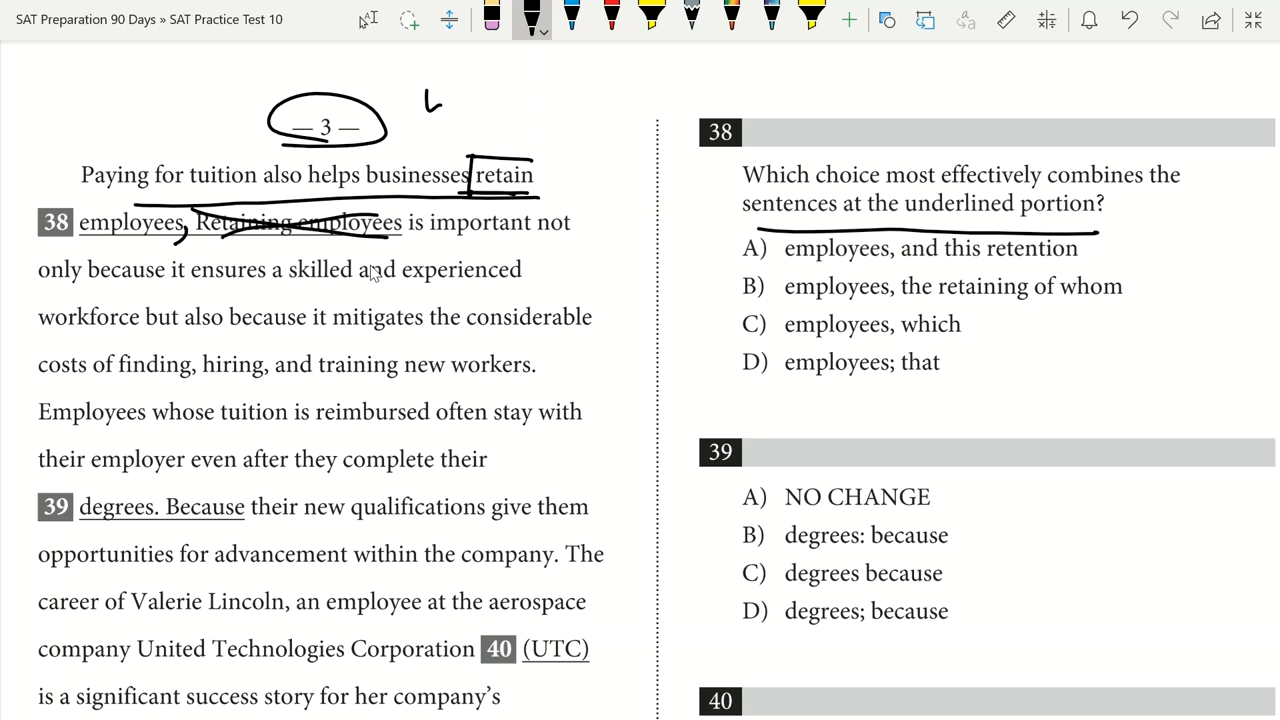 SAT Preparation 90 Days » SAT Practice Test 10
— 3 —
Paying for tuition also helps businesses retain
38 employees, Retaining employees is important not
only because it ensures a skilled and experienced
workforce but also because it mitigates the considerable
costs of finding, hiring, and training new workers.
Employees whose tuition is reimbursed often stay with
their employer even after they complete their
39 degrees. Because their new qualifications give them
opportunities for advancement within the company. The
career of Valerie Lincoln, an employee at the aerospace
company United Technologies Corporation 40 (UTC)
is a significant success story for her company’s
38
Which choice most effectively combines the
sentences at the underlined portion?
A) employees, and this retention
B) employees, the retaining of whom
C) employees, which
D) employees; that
39
A) NO CHANGE
B) degrees: because
C) degrees because
D) degrees; because
40